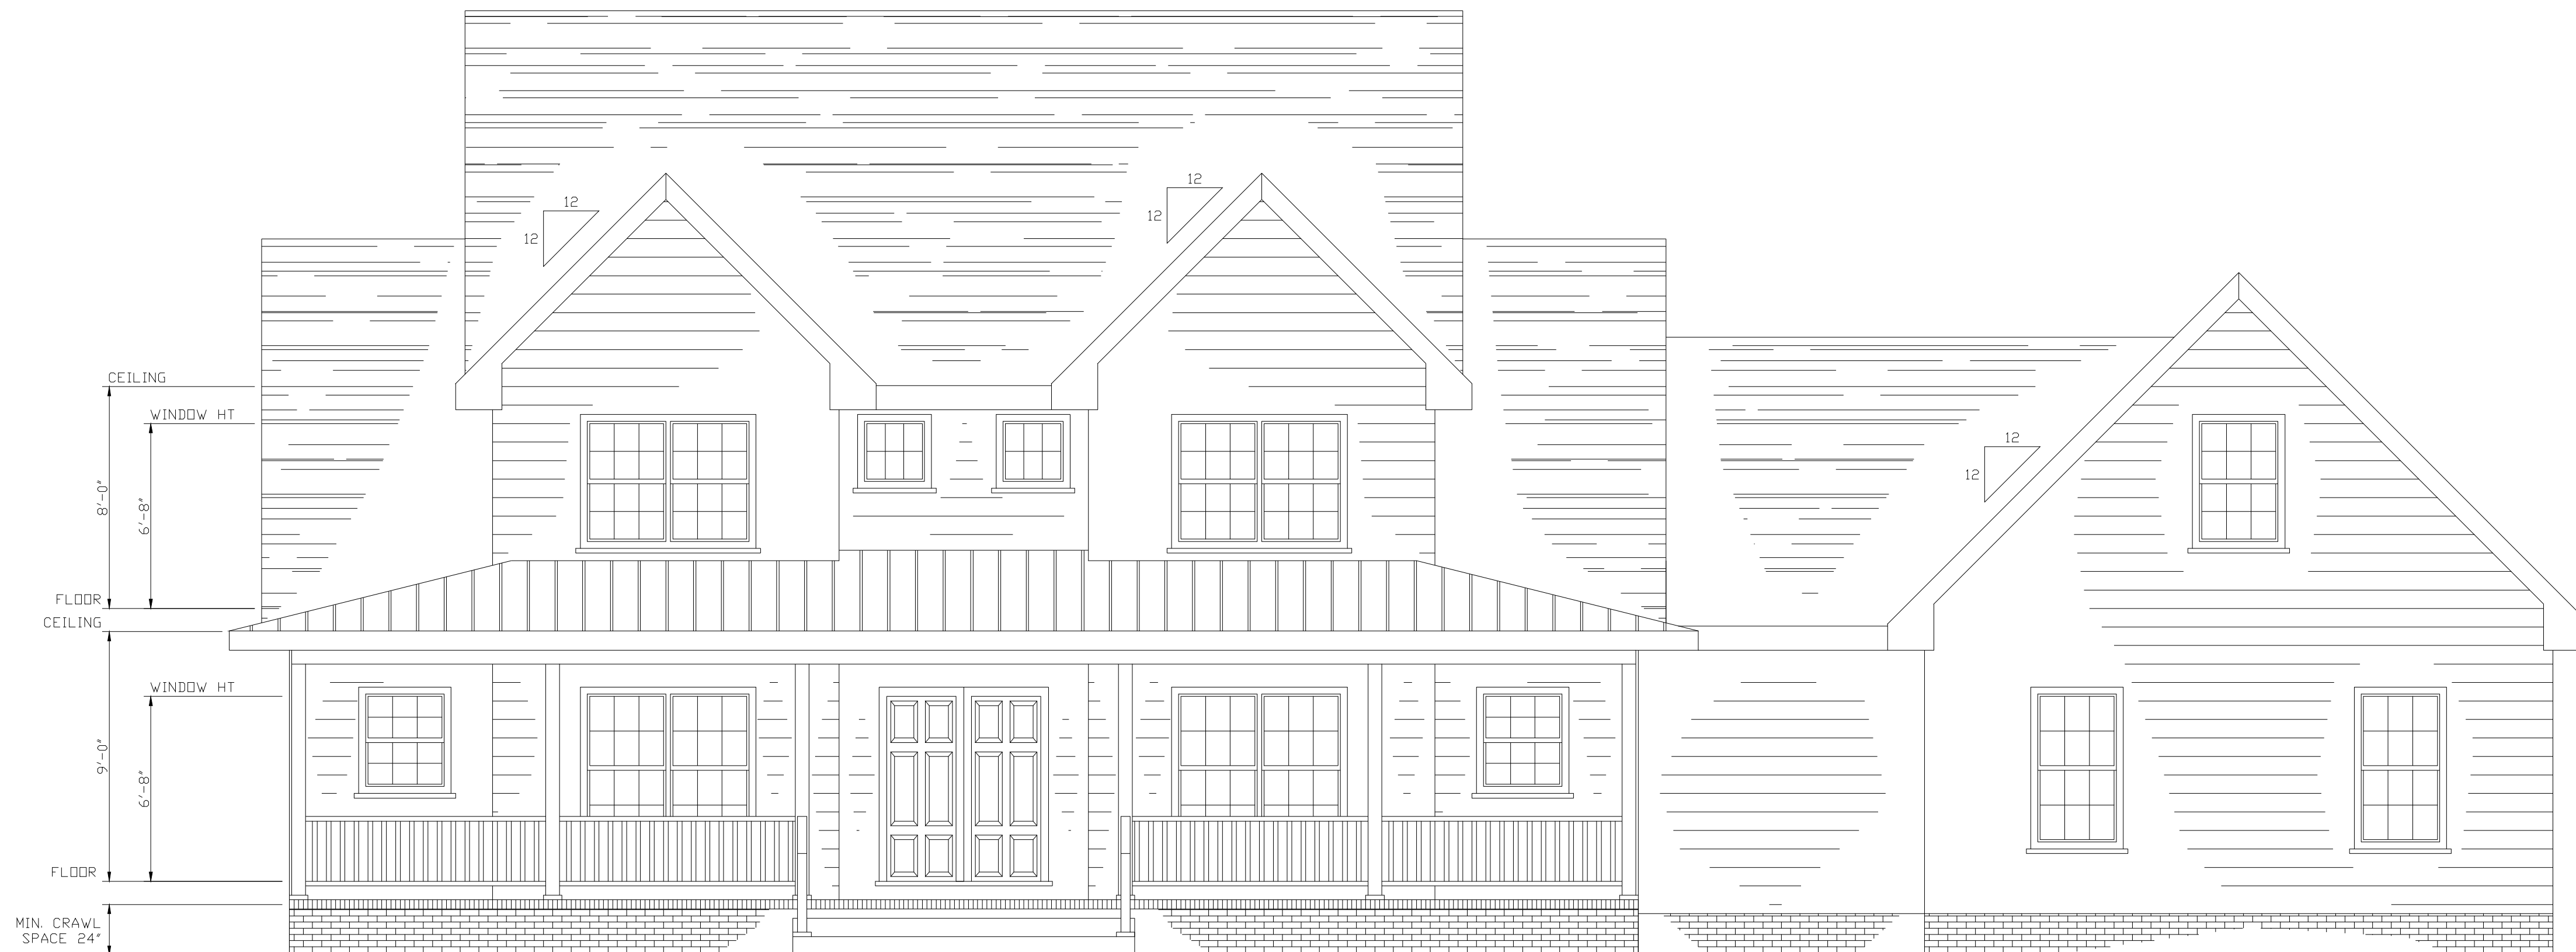 12
12
12
12
CEILING
WINDOW HT
8'-0"
6'-8"
12
12
FLOOR
CEILING
WINDOW HT
9'-0"
6'-8"
FLOOR
MIN. CRAWL
SPACE 24"